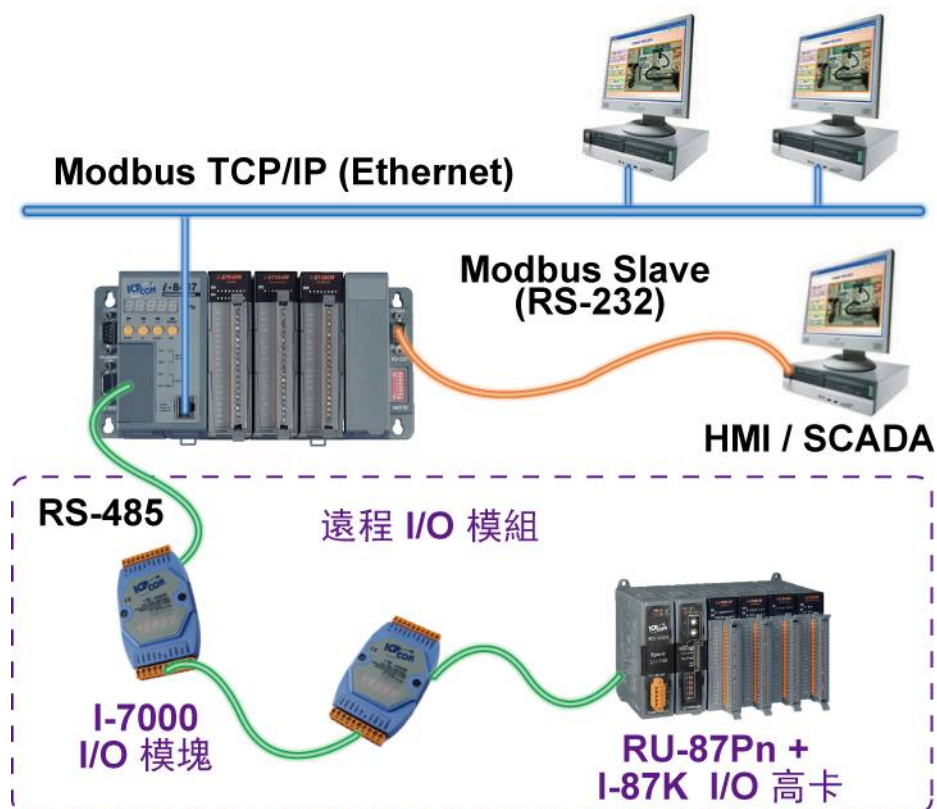 Modbus TCP/IP (Ethernet)
Modbus Slave
(RS-232)
HMI / SCADA
RS-485
遠程 I/O 模組
I-7000
I/O 模塊
RU-87Pn +
I-87K I/O 高卡